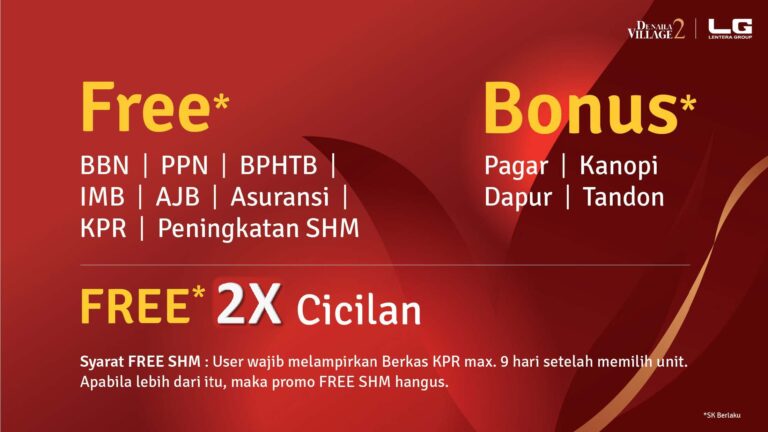 DE NAILA
VILLAGE 2
LG
LENTERA GROUP
Free*
BBN | PPN | BPHTB |
IMB | AJB | Asuransi |
KPR | Peningkatan SHM
Bonus*
Pagar | Kanopi
Dapur | Tandon
FREE* 2X Cicilan
Syarat FREE SHM : User wajib melampirkan Berkas KPR max. 9 hari setelah memilih unit.
Apabila lebih dari itu, maka promo FREE SHM hangus.
*SK Berlaku